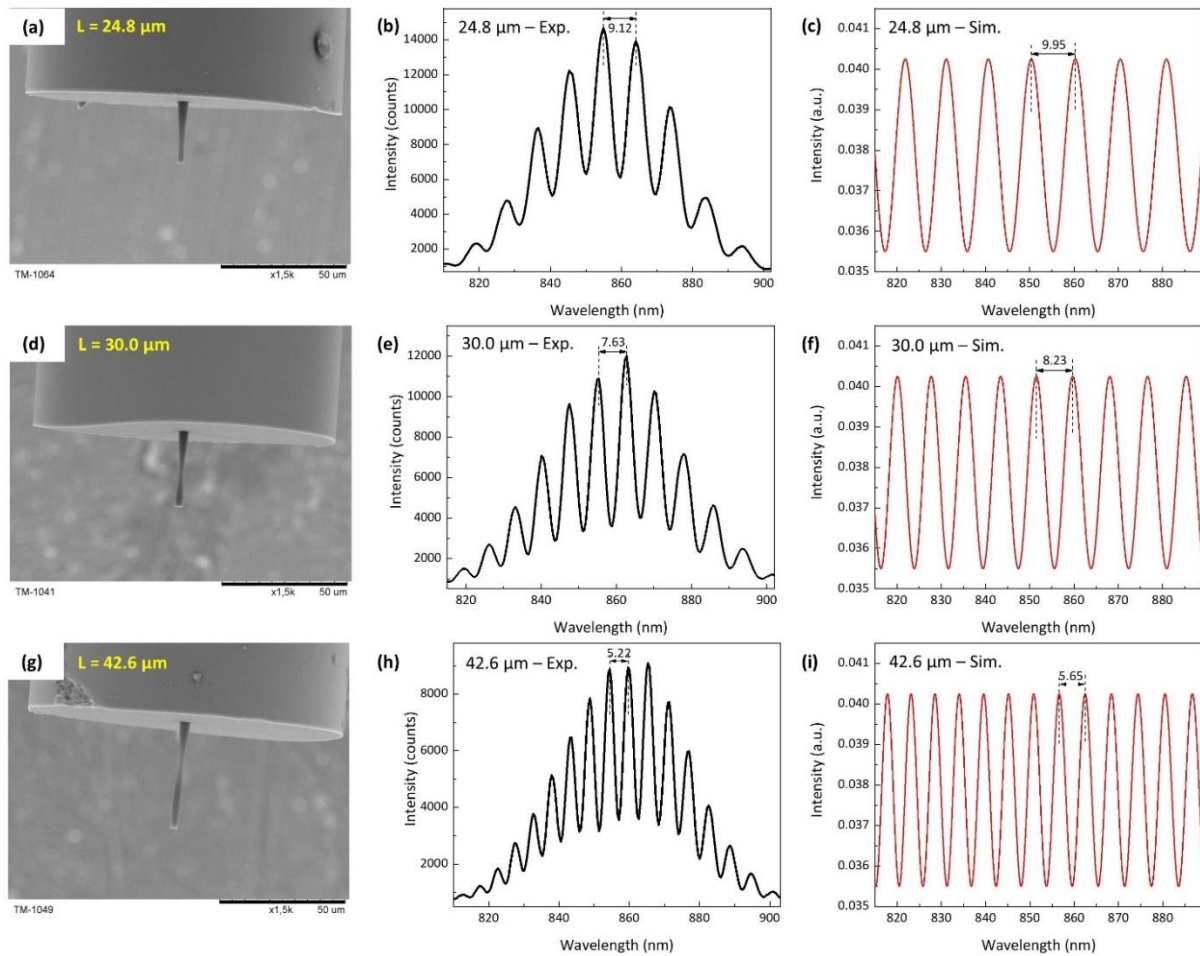 (a)
L = 24.8 µm
TM-1064
x1,5k
50 um
(b)
24.8 µm – Exp.
9.12
14000
12000
10000
8000
6000
4000
2000
Intensity (counts)
820
840
860
880
900
Wavelength (nm)
(c)
24.8 µm – Sim.
9.95
0.041
0.040
0.039
0.038
0.037
0.036
0.035
Intensity (a.u.)
820
830
840
850
860
870
880
Wavelength (nm)
(d)
L = 30.0 µm
TM-1041
x1,5k
50 um
(e)
30.0 µm – Exp.
7.63
12000
10000
8000
6000
4000
2000
Intensity (counts)
820
840
860
880
900
Wavelength (nm)
(f)
30.0 µm – Sim.
8.23
0.041
0.040
0.039
0.038
0.037
0.036
0.035
Intensity (a.u.)
820
830
840
850
860
870
880
Wavelength (nm)
(g)
L = 42.6 µm
TM-1049
x1,5k
50 um
(h)
42.6 µm – Exp.
5.22
8000
6000
4000
2000
Intensity (counts)
820
840
860
880
900
Wavelength (nm)
(i)
42.6 µm – Sim.
5.65
0.041
0.040
0.039
0.038
0.037
0.036
0.035
Intensity (a.u.)
820
830
840
850
860
870
880
Wavelength (nm)